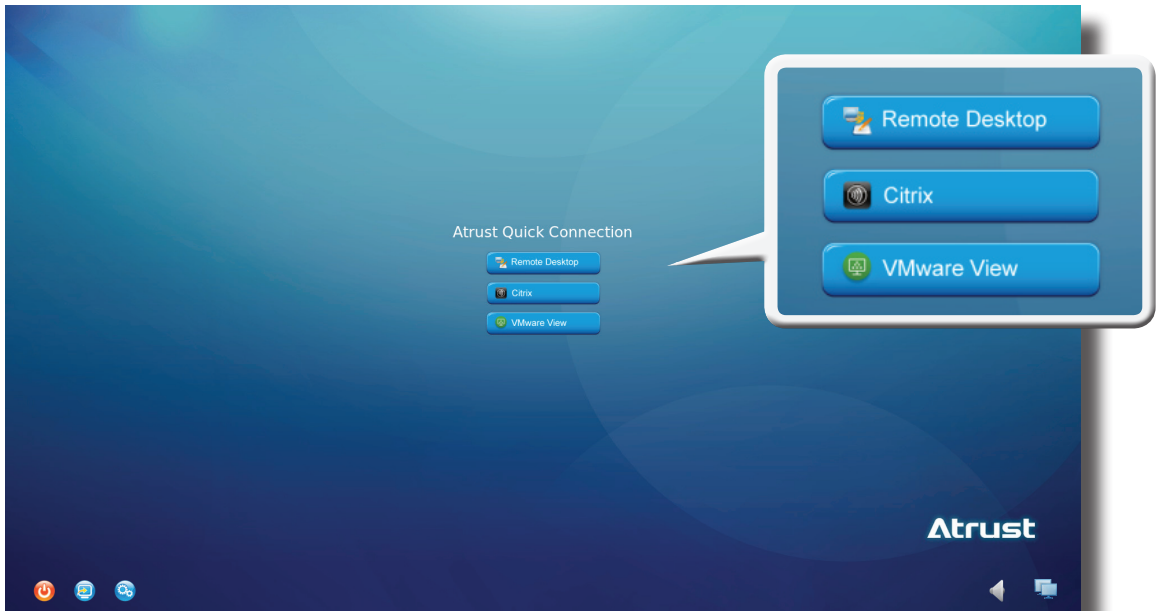 Atrust Quick Connection
Remote Desktop
Citrix
VMware View
Remote Desktop
Citrix
VMware View
Atrust